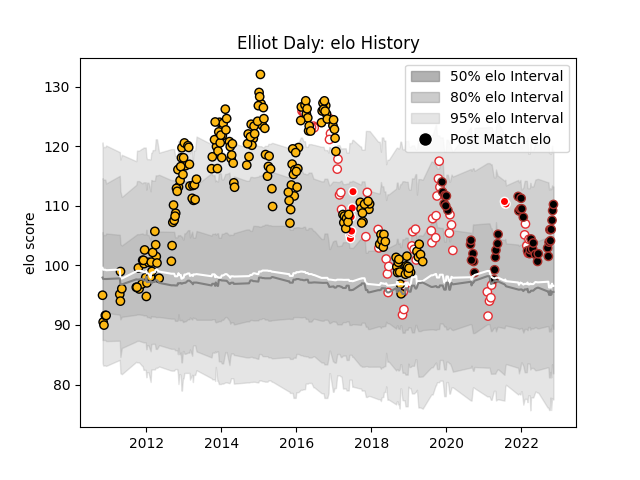 Elliot Daly: elo History
50% elo Interval
80% elo Interval
95% elo Interval
Post Match elo
elo score
130
120
110
100
90
80
2012 2014 2016 2018 2020 2022